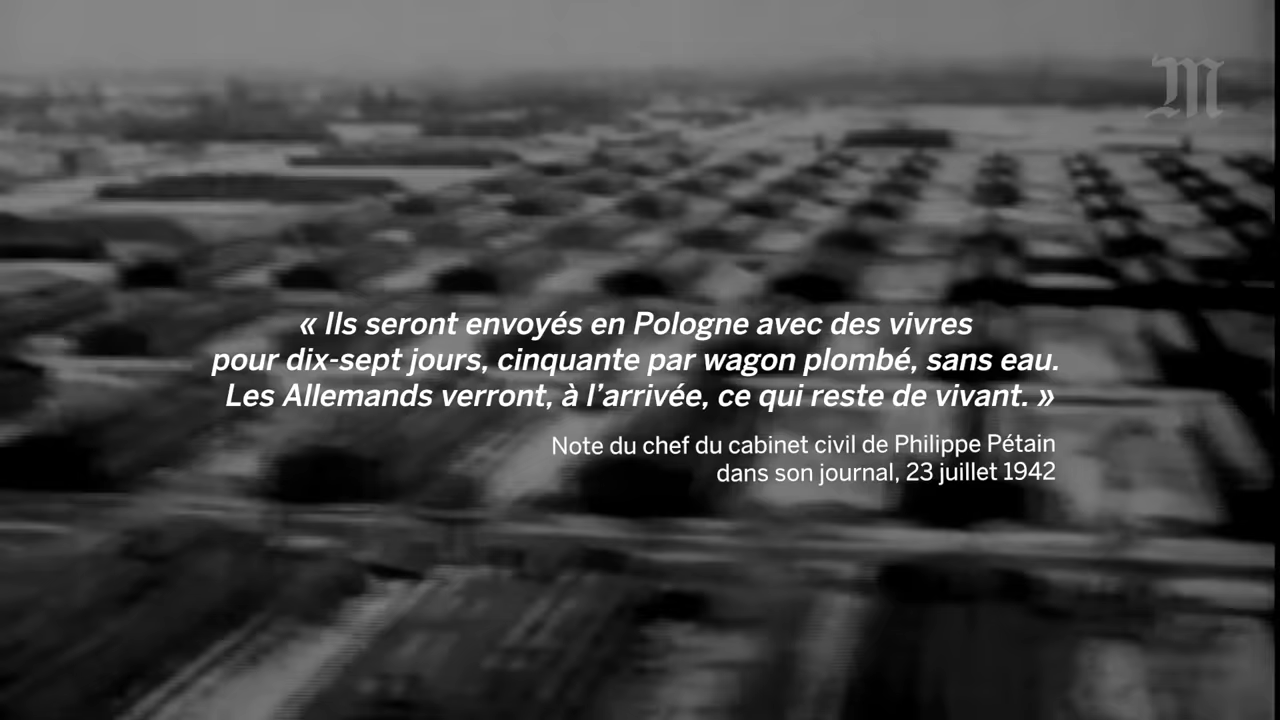 M
« Ils seront envoyés en Pologne avec des vivres
pour dix-sept jours, cinquante par wagon plombé, sans eau.
Les Allemands verront, à l’arrivée, ce qui reste de vivant. »
Note du chef du cabinet civil de Philippe Pétain
dans son journal, 23 juillet 1942